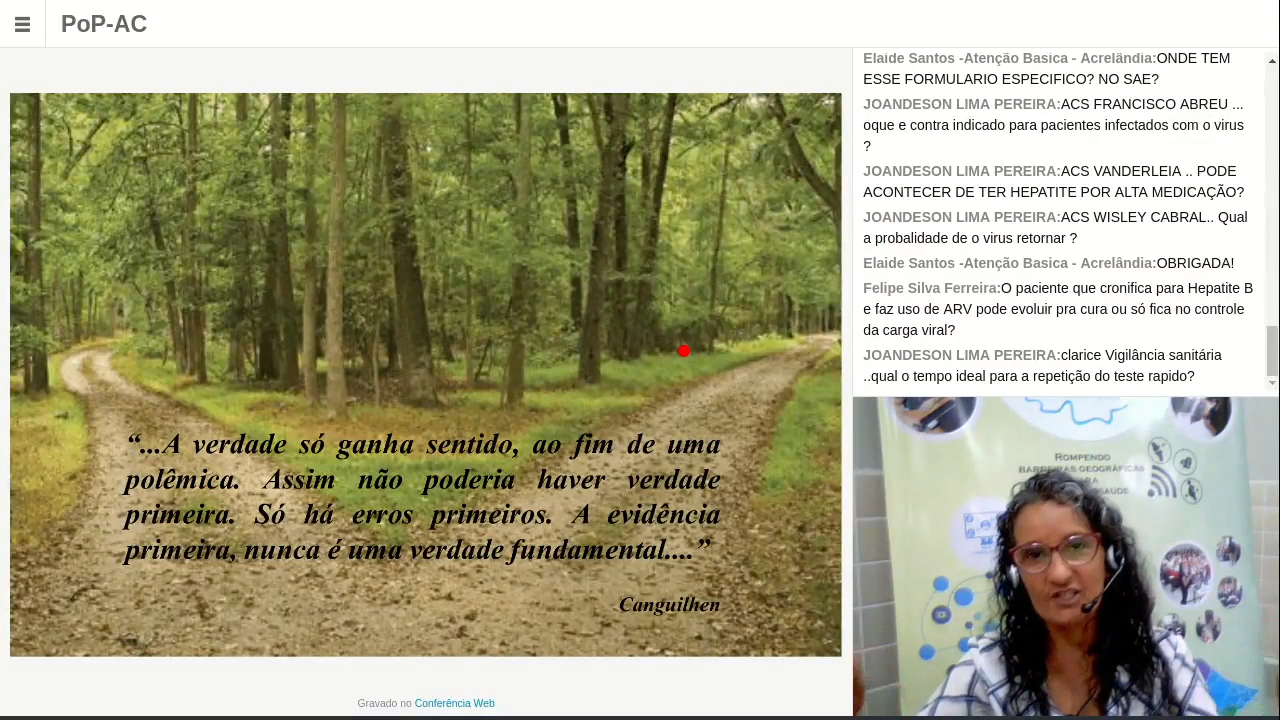 PoP-AC
Elaide Santos -Atenção Basica - Acrelândia:ONDE TEM
ESSE FORMULARIO ESPECIFICO? NO SAE?
JOANDESON LIMA PEREIRA:ACS FRANCISCO ABREU ...
oque e contra indicado para pacientes infectados com o virus
?
JOANDESON LIMA PEREIRA:ACS VANDERLEIA .. PODE
ACONTECER DE TER HEPATITE POR ALTA MEDICAÇÃO?
JOANDESON LIMA PEREIRA:ACS WISLEY CABRAL.. Qual
a probalidade de o virus retornar ?
Elaide Santos -Atenção Basica - Acrelândia:OBRIGADA!
Felipe Silva Ferreira:O paciente que cronifica para Hepatite B
e faz uso de ARV pode evoluir pra cura ou só fica no controle
da carga viral?
JOANDESON LIMA PEREIRA:clarice Vigilância sanitária
..qual o tempo ideal para a repetição do teste rapido?
“...A verdade só ganha sentido, ao fim de uma
polêmica. Assim não poderia haver verdade
primeira. Só há erros primeiros. A evidência
primeira, nunca é uma verdade fundamental....”
Canguilhen
Rompendo
barreiras geográficas
saúde
Gravado no Conferência Web